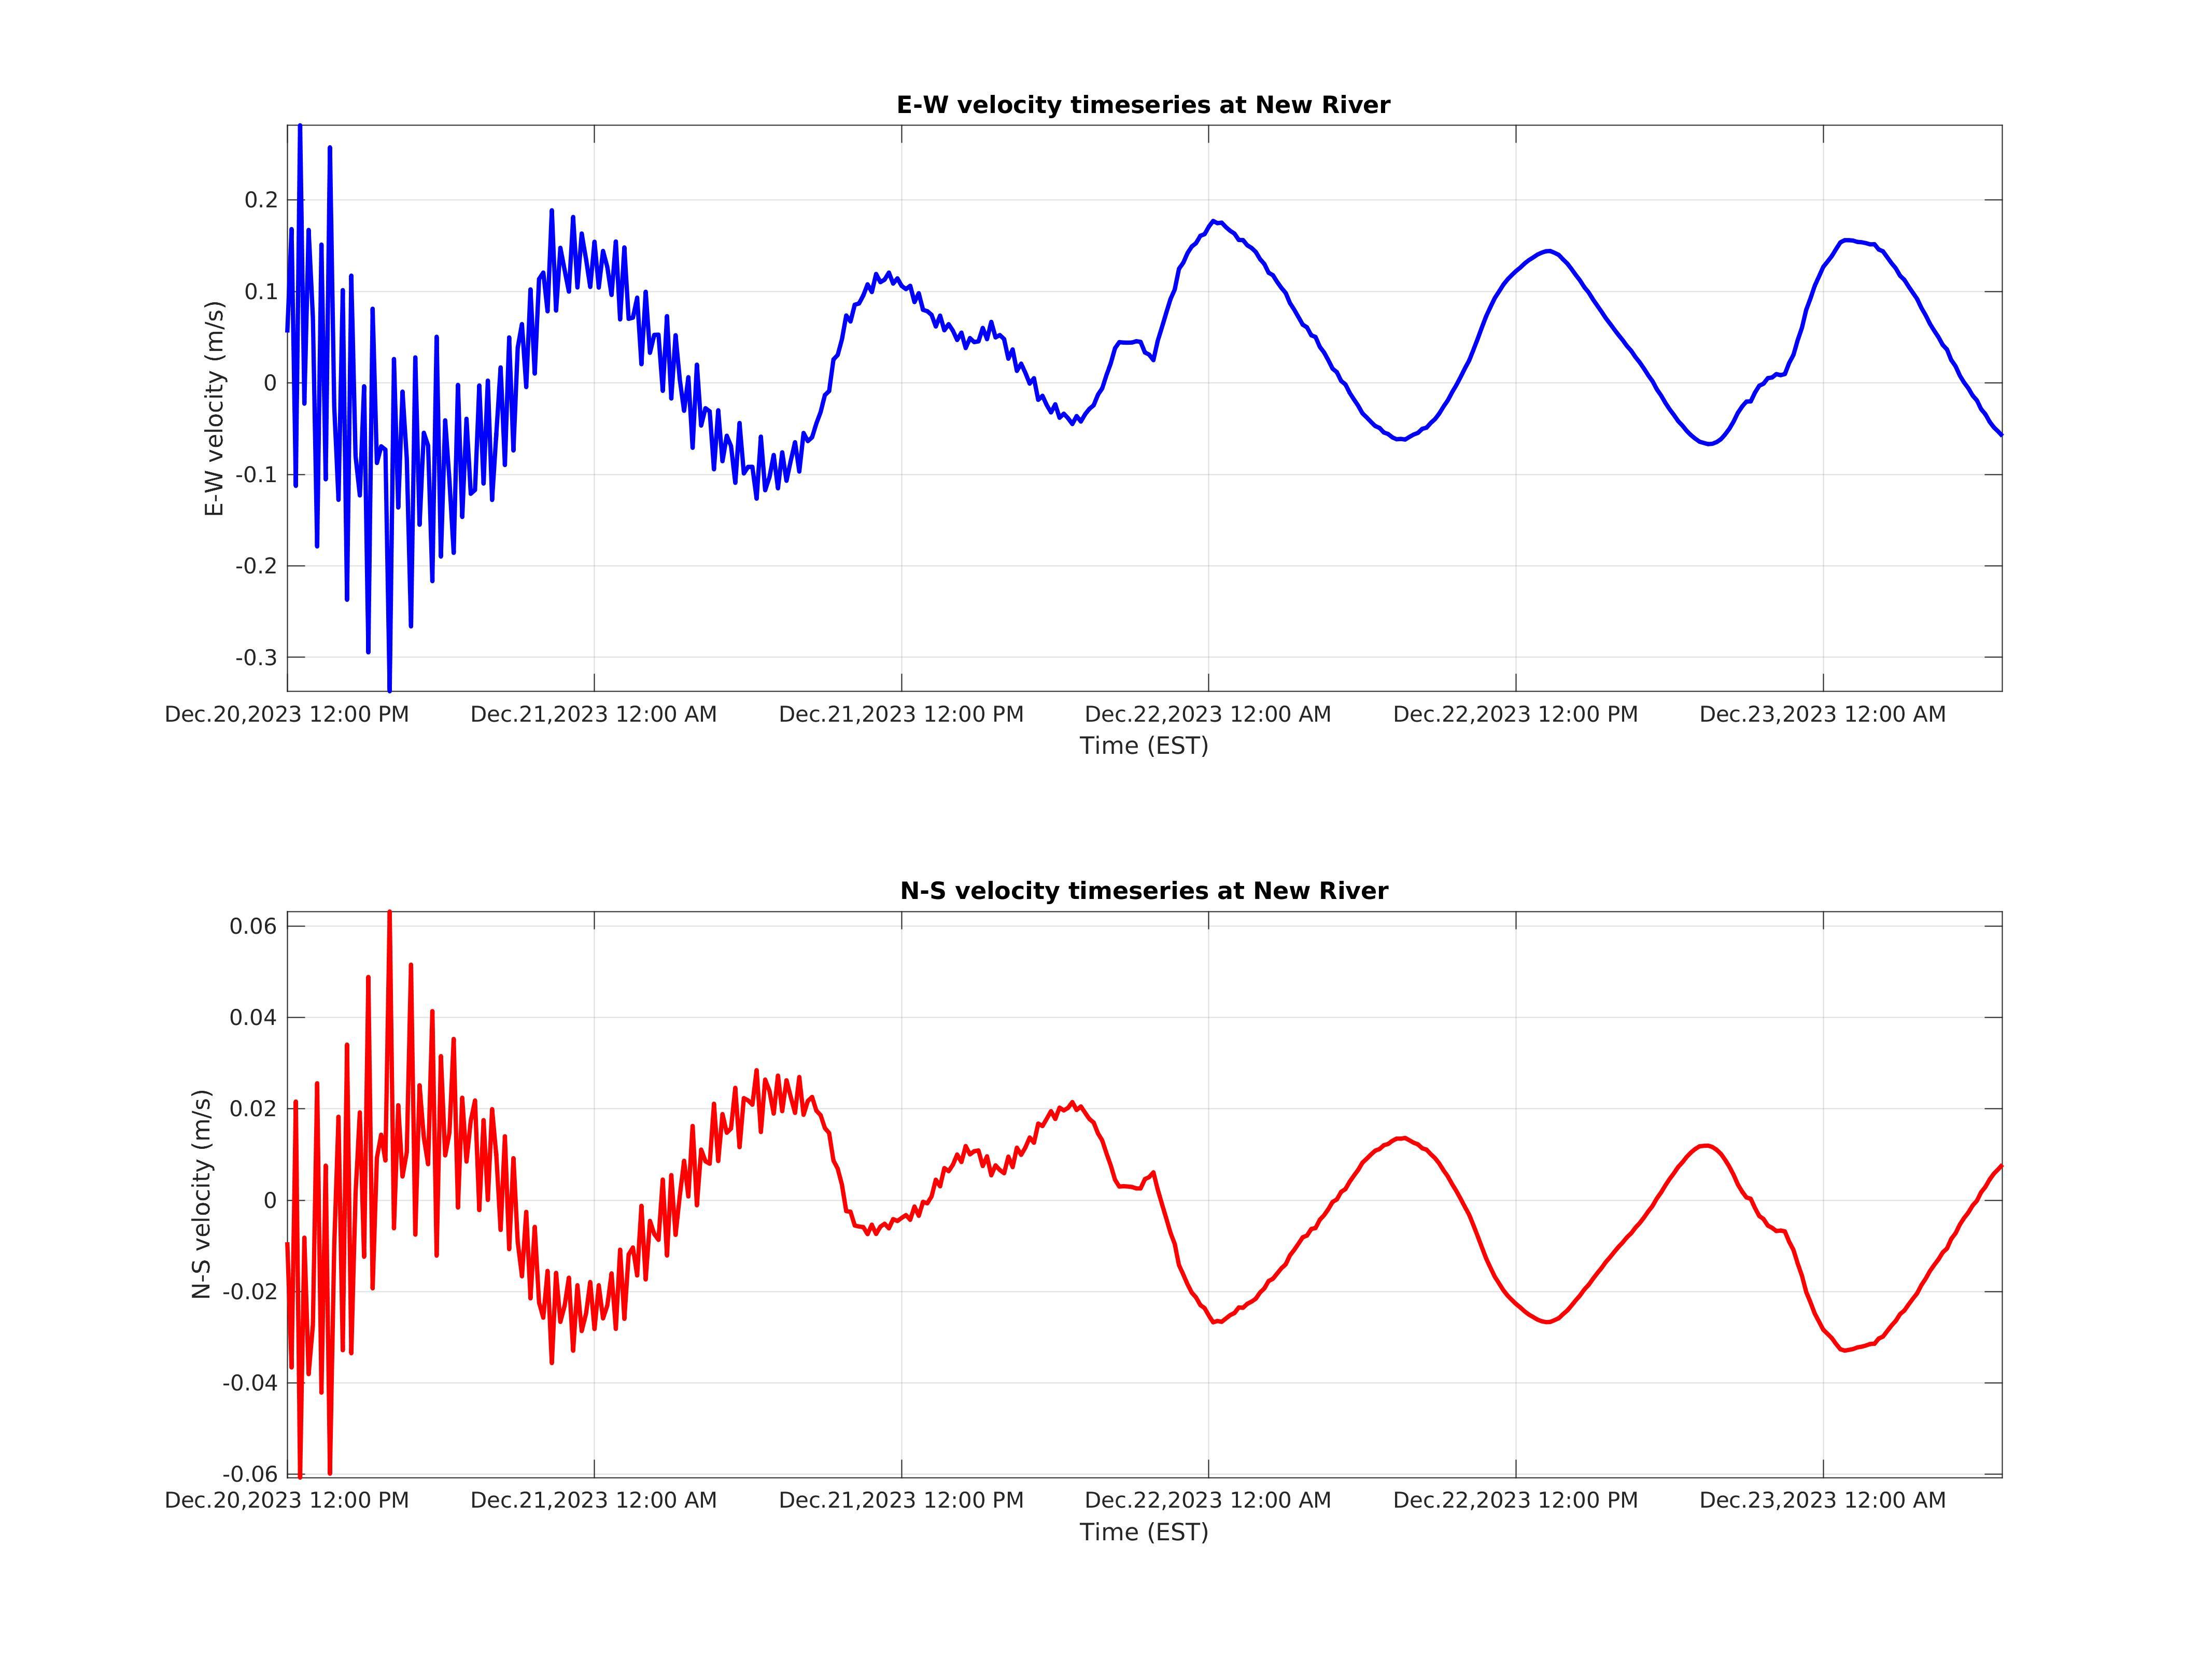 E-W velocity timeseries at New River
E-W velocity (m/s)
0.2
0.1
0
-0.1
-0.2
-0.3
Dec.20,2023 12:00 PM Dec.21,2023 12:00 AM Dec.21,2023 12:00 PM Dec.22,2023 12:00 AM Dec.22,2023 12:00 PM Dec.23,2023 12:00 AM
Time (EST)
N-S velocity timeseries at New River
N-S velocity (m/s)
0.06
0.04
0.02
0
-0.02
-0.04
-0.06
Dec.20,2023 12:00 PM Dec.21,2023 12:00 AM Dec.21,2023 12:00 PM Dec.22,2023 12:00 AM Dec.22,2023 12:00 PM Dec.23,2023 12:00 AM
Time (EST)